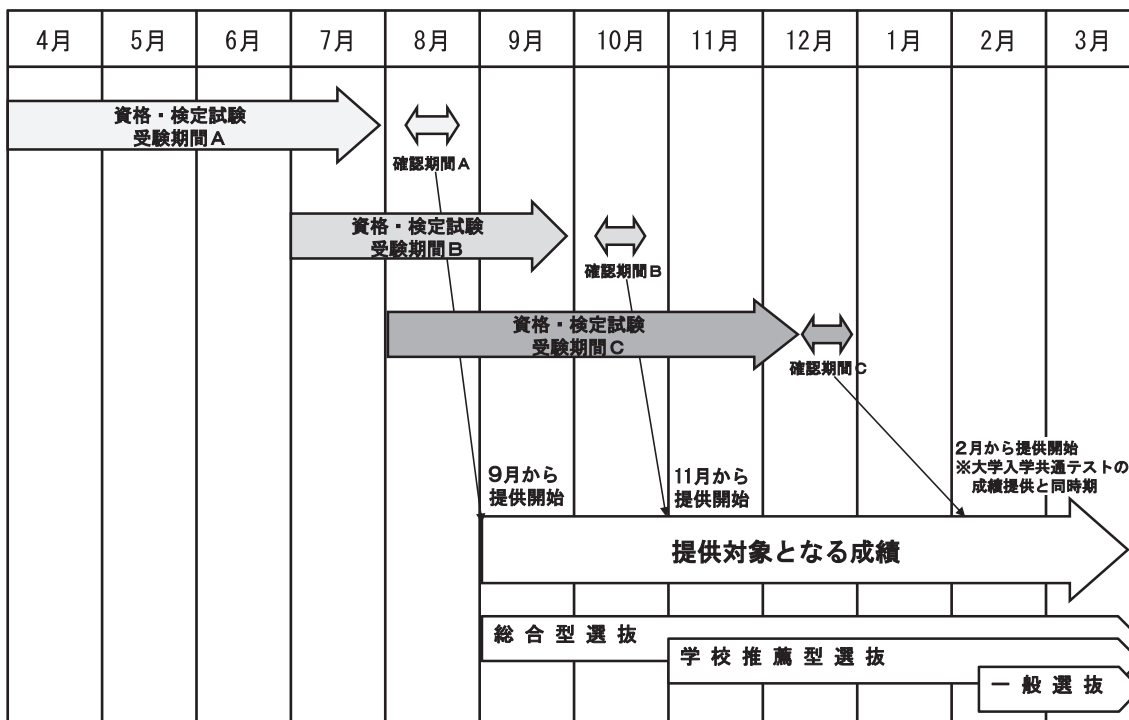 4月 5月 6月 7月 8月 9月 10月 11月 12月 1月 2月 3月
資格・検定試験
受験期間A
確認期間A
資格・検定試験
受験期間B
確認期間B
資格・検定試験
受験期間C
確認期間C
9月から
提供開始
11月から
提供開始
2月から提供開始
※大学入学共通テストの
成績提供と同時期
提供対象となる成績
総合型選抜
学校推薦型選抜
一般選抜